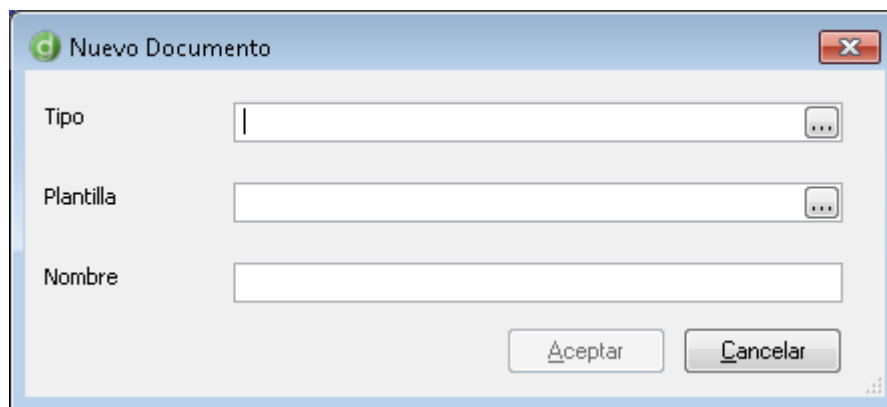 Nuevo Documento
Tipo
...
Plantilla
...
Nombre
Aceptar
Cancelar